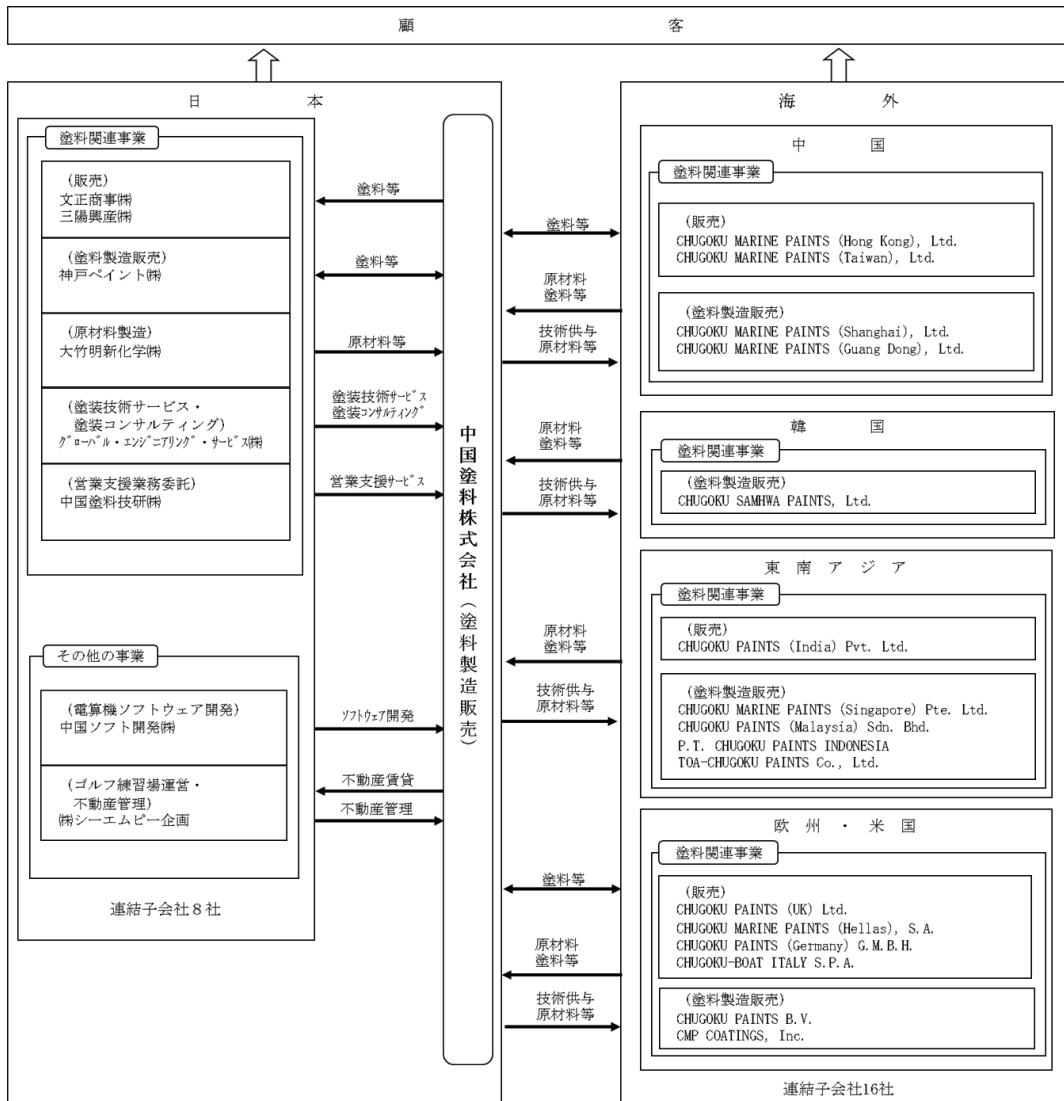 顧 客
日 本
塗料関連事業
(販売)
文正商事㈱
三陽興産㈱
(塗料製造販売)
神戸ペイント㈱
(原材料製造)
大竹明新化学㈱
(塗装技術サービス・
塗装コンサルティング)
ｸﾞﾛｰﾊﾞﾙ・ｴﾝｼﾞﾆｱﾘﾝｸﾞ・ｻｰﾋﾞｽ㈱
(営業支援業務委託)
中国塗料技研㈱
その他の事業
(電算機ソフトウェア開発)
中国ソフト開発㈱
(ゴルフ練習場運営・
不動産管理)
㈱シーエムピー企画
連結子会社８社
塗料等
塗料等
原材料等
塗装技術ｻｰﾋﾞｽ
塗装ｺﾝｻﾙﾃｨﾝｸﾞ
営業支援ｻｰﾋﾞｽ
ｿﾌﾄｳｪｱ開発
不動産賃貸
不動産管理
中国塗料株式会社（塗料製造販売）
塗料等
原材料
塗料等
技術供与
原材料等
原材料
塗料等
技術供与
原材料等
原材料
塗料等
技術供与
原材料等
塗料等
原材料
塗料等
技術供与
原材料等
海 外
中 国
塗料関連事業
(販売)
CHUGOKU MARINE PAINTS (Hong Kong), Ltd.
CHUGOKU MARINE PAINTS (Taiwan), Ltd.
(塗料製造販売)
CHUGOKU MARINE PAINTS (Shanghai), Ltd.
CHUGOKU MARINE PAINTS (Guang Dong), Ltd.
韓 国
塗料関連事業
(塗料製造販売)
CHUGOKU SAMHWA PAINTS, Ltd.
東 南 ア ジ ア
塗料関連事業
(販売)
CHUGOKU PAINTS (India) Pvt. Ltd.
(塗料製造販売)
CHUGOKU MARINE PAINTS (Singapore) Pte. Ltd.
CHUGOKU PAINTS (Malaysia) Sdn. Bhd.
P.T. CHUGOKU PAINTS INDONESIA
TOA-CHUGOKU PAINTS Co., Ltd.
欧 州 ・ 米 国
塗料関連事業
(販売)
CHUGOKU PAINTS (UK) Ltd.
CHUGOKU MARINE PAINTS (Hellas), S.A.
CHUGOKU PAINTS (Germany) G.M.B.H.
CHUGOKU-BOAT ITALY S.P.A.
(塗料製造販売)
CHUGOKU PAINTS B.V.
CMP COATINGS, Inc.
連結子会社16社